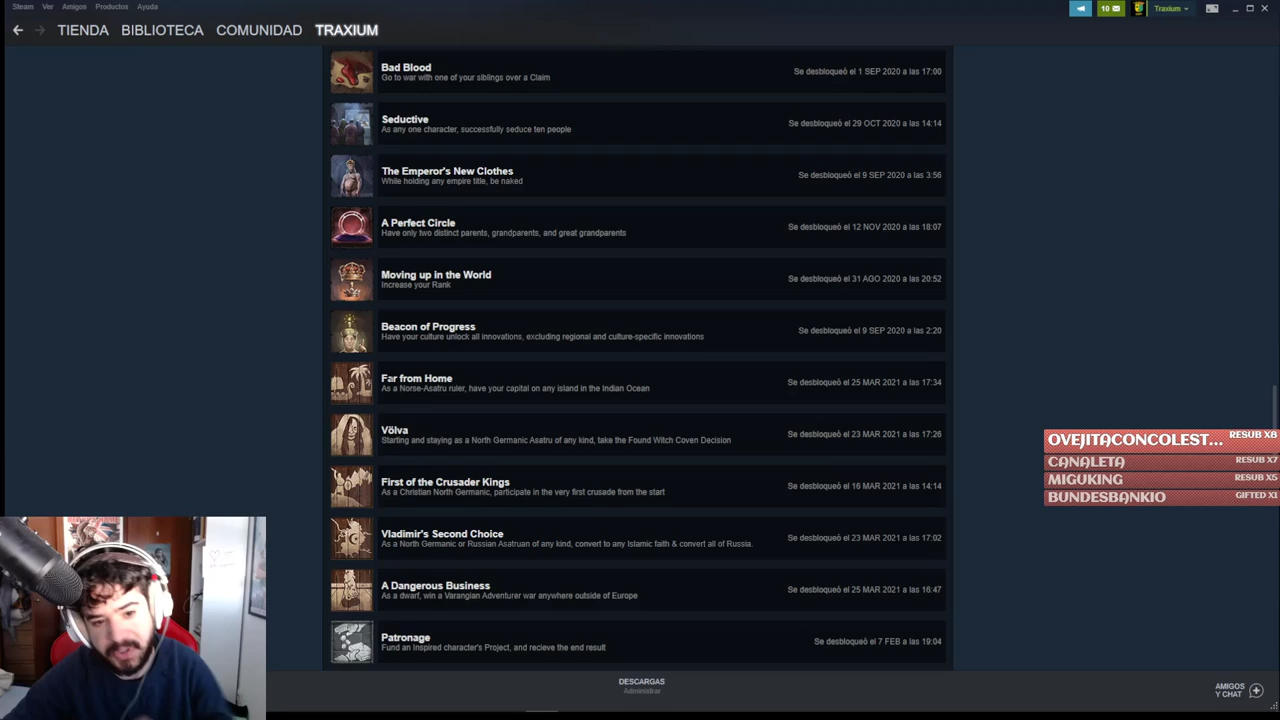 Steam Ver Amigos Productos Ayuda
10
Traxium
TIENDA BIBLIOTECA COMUNIDAD TRAXIUM
Bad Blood
Go to war with one of your siblings over a Claim
Se desbloqueó el 1 SEP 2020 a las 17:00
Seductive
As any one character, successfully seduce ten people
Se desbloqueó el 29 OCT 2020 a las 14:14
The Emperor's New Clothes
While holding any empire title, be naked
Se desbloqueó el 9 SEP 2020 a las 3:56
A Perfect Circle
Have only two distinct parents, grandparents, and great grandparents
Se desbloqueó el 12 NOV 2020 a las 18:07
Moving up in the World
Increase your Rank
Se desbloqueó el 31 AGO 2020 a las 20:52
Beacon of Progress
Have your culture unlock all innovations, excluding regional and culture-specific innovations
Se desbloqueó el 9 SEP 2020 a las 2:20
Far from Home
As a Norse-Asatru ruler, have your capital on any island in the Indian Ocean
Se desbloqueó el 25 MAR 2021 a las 17:34
Völva
Starting and staying as a North Germanic Asatru of any kind, take the Found Witch Coven Decision
Se desbloqueó el 23 MAR 2021 a las 17:26
First of the Crusader Kings
As a Christian North Germanic, participate in the very first crusade from the start
Se desbloqueó el 16 MAR 2021 a las 14:14
Vladimir's Second Choice
As a North Germanic or Russian Asatruan of any kind, convert to any Islamic faith & convert all of Russia.
Se desbloqueó el 23 MAR 2021 a las 17:02
A Dangerous Business
As a dwarf, win a Varangian Adventurer war anywhere outside of Europe
Se desbloqueó el 25 MAR 2021 a las 16:47
Patronage
Fund an Inspired character's Project, and recieve the end result
Se desbloqueó el 7 FEB a las 19:04
OVEJITACONCOLEST... RESUB X8
CANALETA RESUB X7
MIGUKING RESUB X5
BUNDESBANKIO GIFTED X1
DESCARGAS
Administrar
AMIGOS
Y CHAT